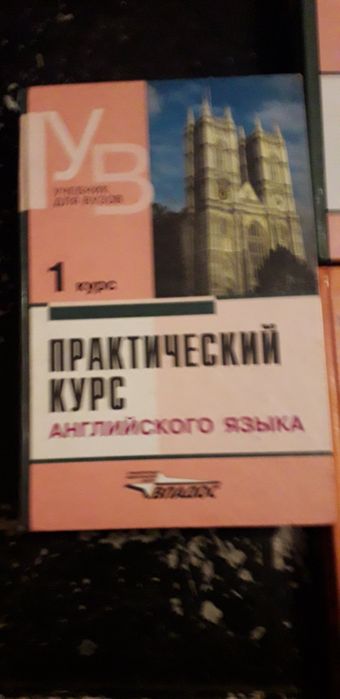 УВ
УЧЕБНИК
ДЛЯ ВУЗОВ
1 курс
ПРАКТИЧЕСКИЙ
КУРС
АНГЛИЙСКОГО ЯЗЫКА
ВЛАДОС